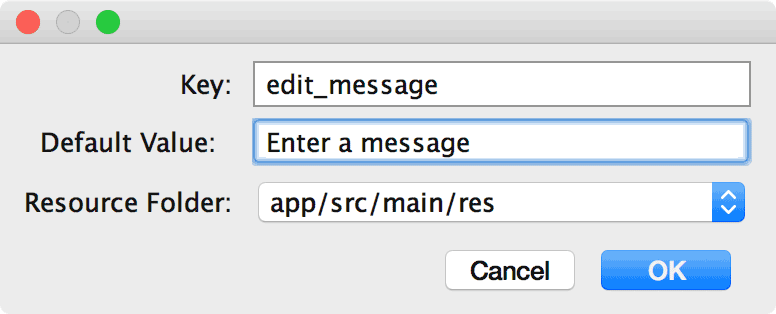 Key: edit_message
Default Value: Enter a message
Resource Folder: app/src/main/res
Cancel OK